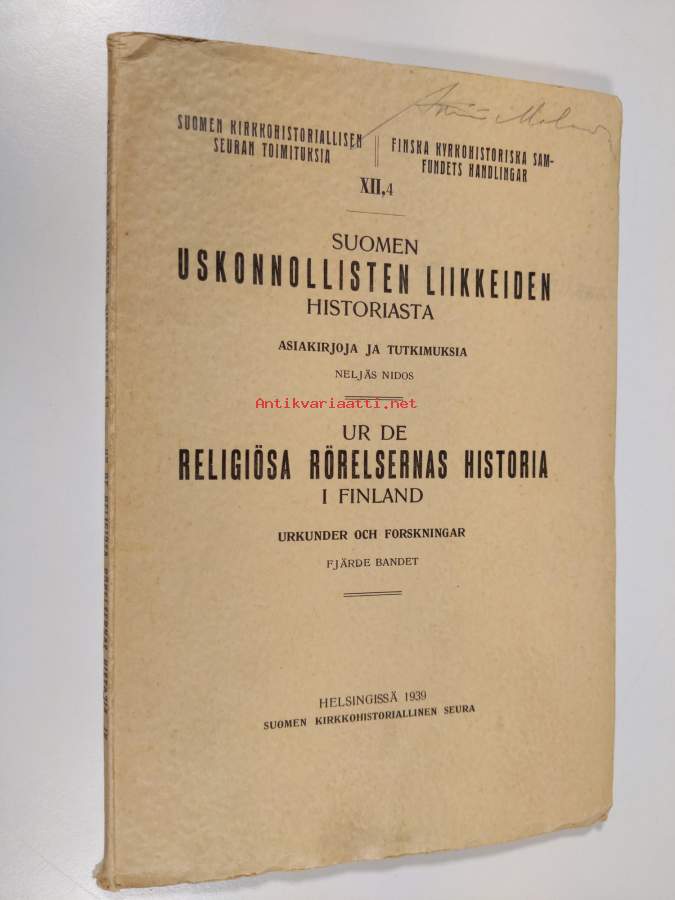 SUOMEN KIRKKOHISTORIALLISEN
SEURAN TOIMITUKSIA
FINSKA KYRKOHISTORISKA SAM-
FUNDETS HANDLINGAR
XII,4
SUOMEN
USKONNOLLISTEN LIIKKEIDEN
HISTORIASTA
ASIAKIRJOJA JA TUTKIMUKSIA
NELJÄS NIDOS
Antikvariaatti.net
UR DE
RELIGIÖSA RÖRELSERNAS HISTORIA
I FINLAND
URKUNDER OCH FORSKNINGAR
FJÄRDE BANDET
HELSINGISSÄ 1939
SUOMEN KIRKKOHISTORIALLINEN SEURA